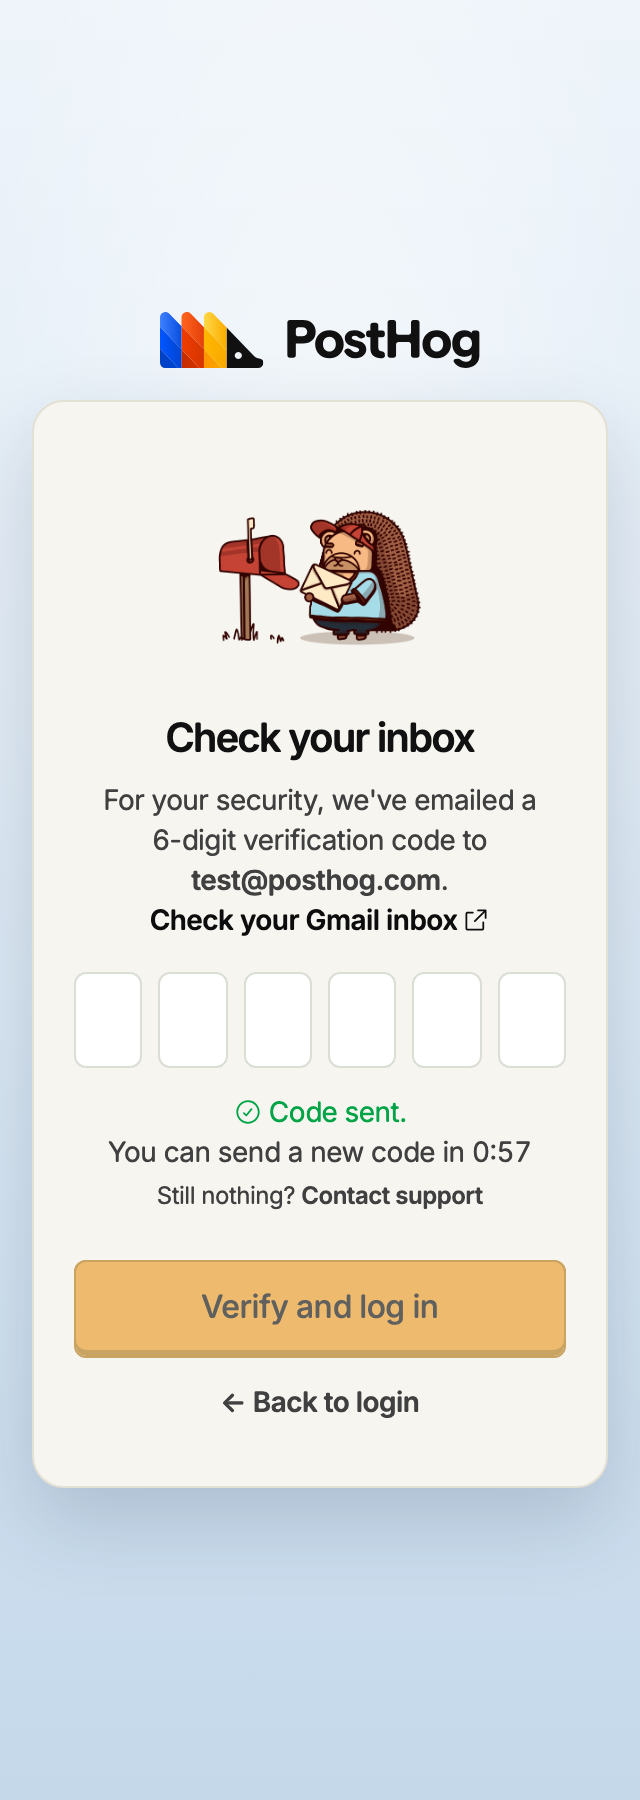 PostHog
Check your inbox
For your security, we've emailed a
6-digit verification code to
test@posthog.com.
Check your Gmail inbox
Code sent.
You can send a new code in 0:57
Still nothing? Contact support
Verify and log in
← Back to login